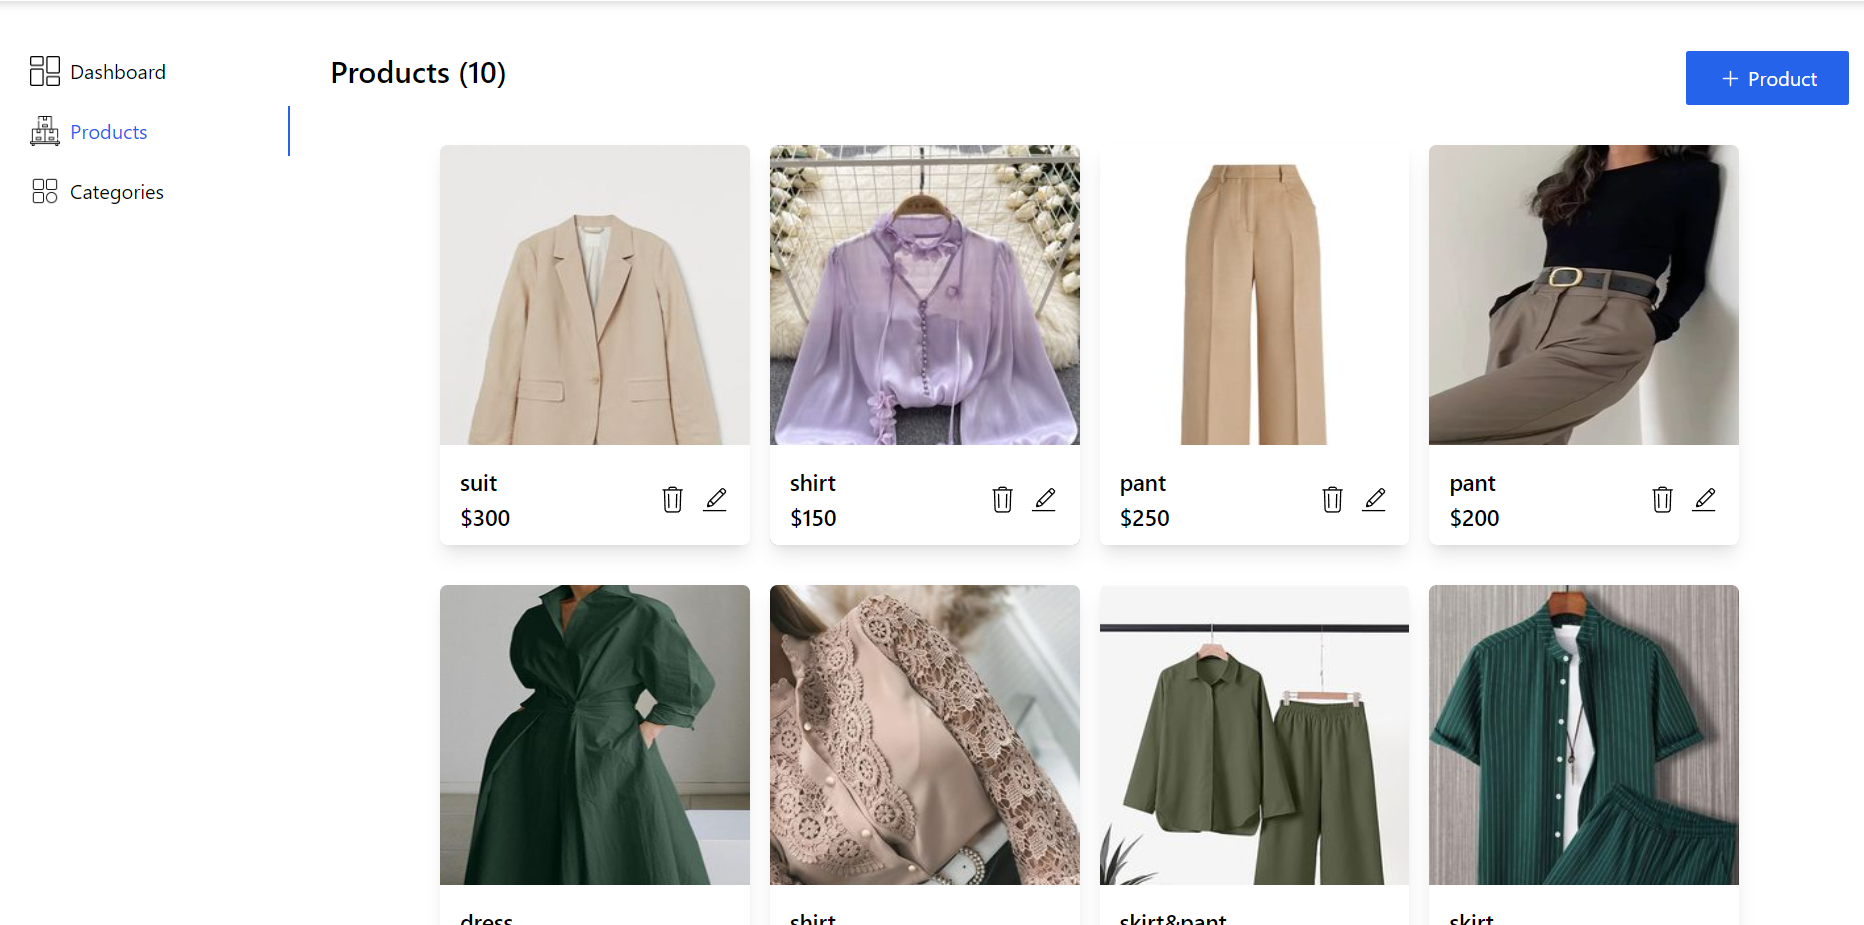 Dashboard
Products
Categories
Products (10)
+ Product
suit
$300
shirt
$150
pant
$250
pant
$200
dress
shirt
skirt&pant
skirt